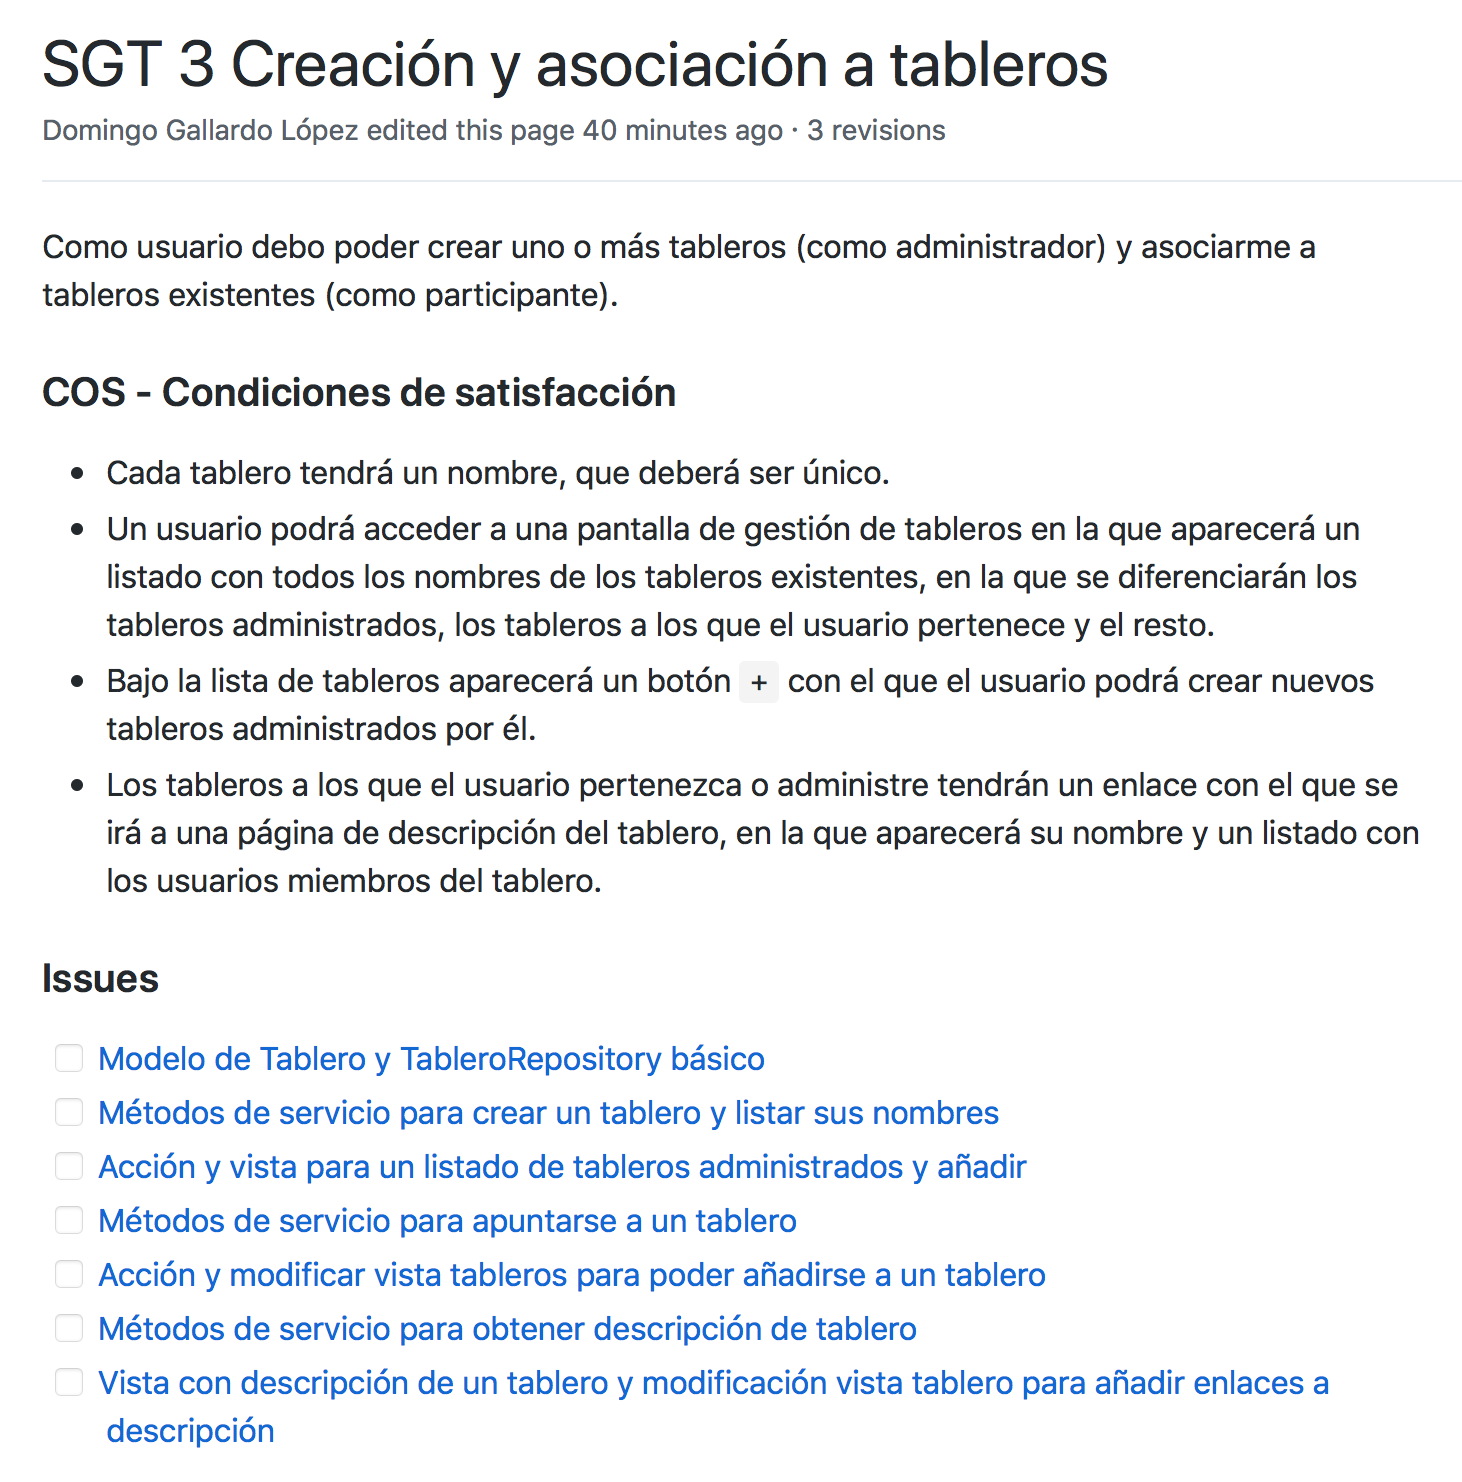 SGT 3 Creación y asociación a tableros
Domingo Gallardo López edited this page 40 minutes ago · 3 revisions
Como usuario debo poder crear uno o más tableros (como administrador) y asociarme a
tableros existentes (como participante).
COS - Condiciones de satisfacción
• Cada tablero tendrá un nombre, que deberá ser único.
• Un usuario podrá acceder a una pantalla de gestión de tableros en la que aparecerá un
listado con todos los nombres de los tableros existentes, en la que se diferenciarán los
tableros administrados, los tableros a los que el usuario pertenece y el resto.
• Bajo la lista de tableros aparecerá un botón + con el que el usuario podrá crear nuevos
tableros administrados por él.
• Los tableros a los que el usuario pertenezca o administre tendrán un enlace con el que se
irá a una página de descripción del tablero, en la que aparecerá su nombre y un listado con
los usuarios miembros del tablero.
Issues
Modelo de Tablero y TableroRepository básico
Métodos de servicio para crear un tablero y listar sus nombres
Acción y vista para un listado de tableros administrados y añadir
Métodos de servicio para apuntarse a un tablero
Acción y modificar vista tableros para poder añadirse a un tablero
Métodos de servicio para obtener descripción de tablero
Vista con descripción de un tablero y modificación vista tablero para añadir enlaces a
descripción